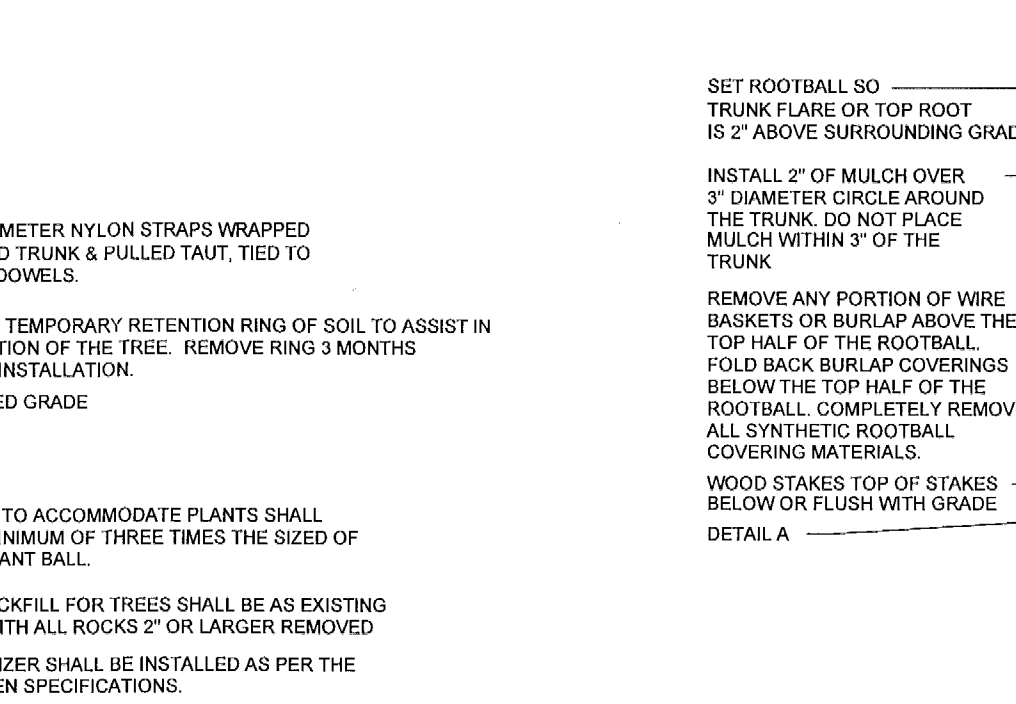 METER NYLON STRAPS WRAPPED
D TRUNK & PULLED TAUT, TIED TO
DOWELS.
TEMPORARY RETENTION RING OF SOIL TO ASSIST IN
TION OF THE TREE. REMOVE RING 3 MONTHS
INSTALLATION.
ED GRADE
TO ACCOMMODATE PLANTS SHALL
INIMUM OF THREE TIMES THE SIZED OF
ANT BALL.
CKFILL FOR TREES SHALL BE AS EXISTING
ITH ALL ROCKS 2" OR LARGER REMOVED
IZER SHALL BE INSTALLED AS PER THE
EN SPECIFICATIONS.
SET ROOTBALL SO
TRUNK FLARE OR TOP ROOT
IS 2" ABOVE SURROUNDING GRAD
INSTALL 2" OF MULCH OVER
3" DIAMETER CIRCLE AROUND
THE TRUNK. DO NOT PLACE
MULCH WITHIN 3" OF THE
TRUNK
REMOVE ANY PORTION OF WIRE
BASKETS OR BURLAP ABOVE THE
TOP HALF OF THE ROOTBALL.
FOLD BACK BURLAP COVERINGS
BELOW THE TOP HALF OF THE
ROOTBALL. COMPLETELY REMOV
ALL SYNTHETIC ROOTBALL
COVERING MATERIALS.
WOOD STAKES TOP OF STAKES
BELOW OR FLUSH WITH GRADE
DETAIL A